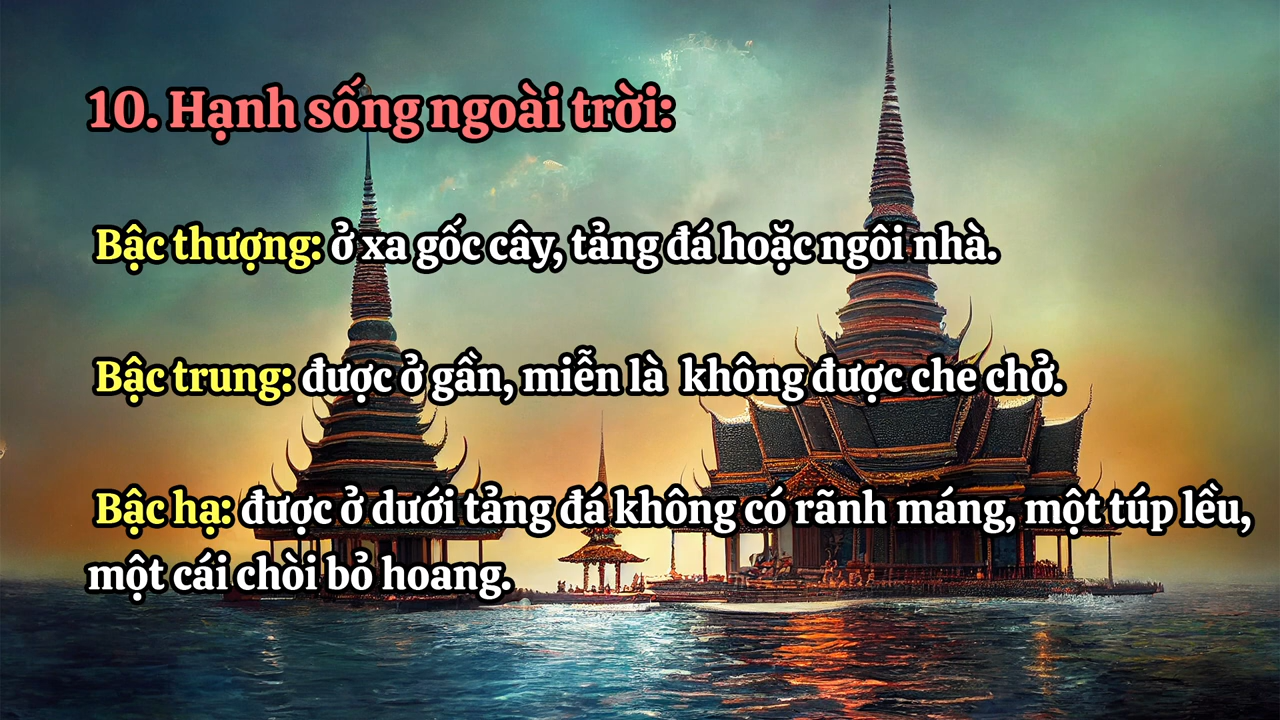 10. Hạnh sống ngoài trời:
Bậc thượng: ở xa gốc cây, tảng đá hoặc ngôi nhà.
Bậc trung: được ở gần, miễn là không được che chở.
Bậc hạ: được ở dưới tảng đá không có rãnh máng, một túp lều,
một cái chòi bỏ hoang.